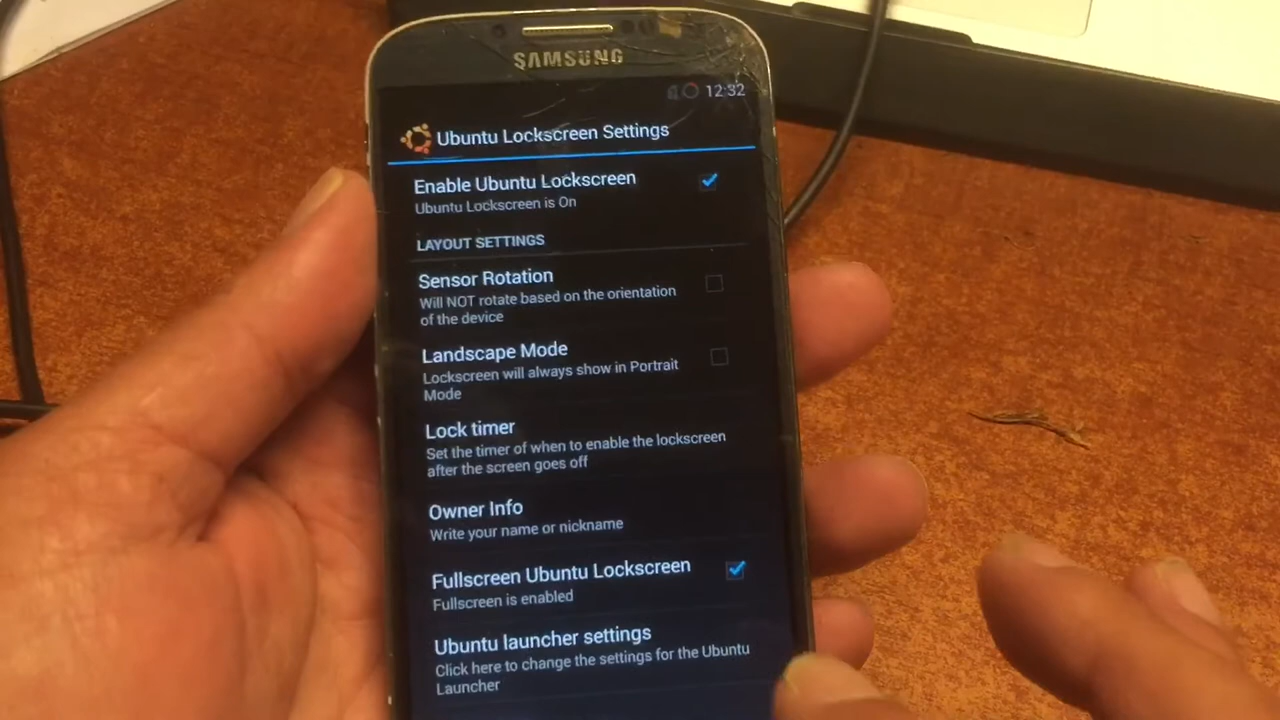 SAMSUNG
12:32
Ubuntu Lockscreen Settings
Enable Ubuntu Lockscreen
Ubuntu Lockscreen is On
LAYOUT SETTINGS
Sensor Rotation
Will NOT rotate based on the orientation
of the device
Landscape Mode
Lockscreen will always show in Portrait
Mode
Lock timer
Set the timer of when to enable the lockscreen
after the screen goes off
Owner Info
Write your name or nickname
Fullscreen Ubuntu Lockscreen
Fullscreen is enabled
Ubuntu launcher settings
Click here to change the settings for the Ubuntu
Launcher